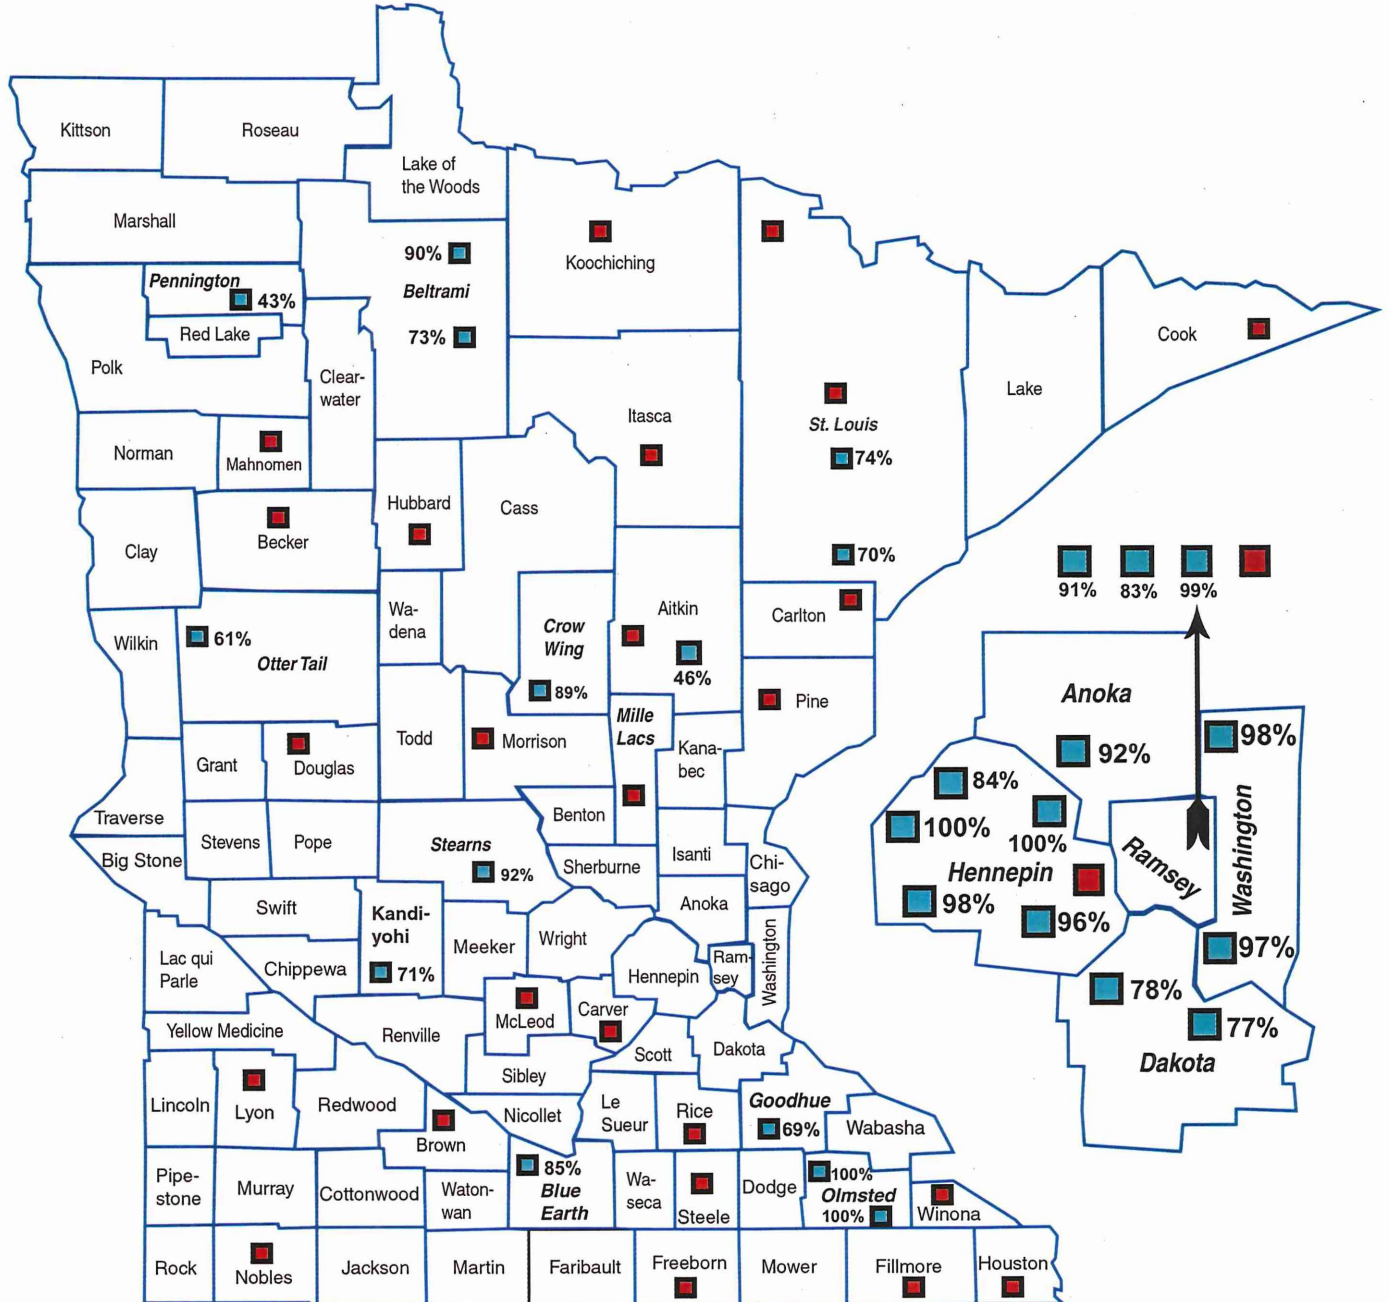 Kittson
Roseau
Lake of
the Woods
Marshall
Koochiching
90%
Beltrami
73%
Pennington
43%
Red Lake
Polk
Clear-
water
Cook
Lake
Itasca
St. Louis
74%
70%
Norman
Mahnomen
Hubbard
Cass
Clay
Becker
Wa-
dena
Crow
Wing
89%
Aitkin
46%
Carlton
91%
83%
99%
Wilkin
61%
Otter Tail
Pine
Mille
Lacs
Kana-
bec
Todd
Morrison
Grant
Douglas
Traverse
Stevens
Pope
Benton
Stearns
92%
Sherburne
Isanti
Chi-
sago
Big Stone
Swift
Kandi-
yohi
71%
Meeker
Wright
Anoka
Washington
Ram-
sey
Hennepin
Lac qui
Parle
Chippewa
McLeod
Carver
Yellow Medicine
Renville
Scott
Dakota
Sibley
Lincoln
Lyon
Redwood
Nicollet
Le
Sueur
Rice
Goodhue
69%
Wabasha
Brown
85%
Blue
Earth
Wa-
seca
Steele
Dodge
100%
Olmsted
100%
Winona
Pipe-
stone
Murray
Cottonwood
Waton-
wan
Rock
Nobles
Jackson
Martin
Faribault
Freeborn
Mower
Fillmore
Houston
Anoka
92%
98%
84%
100%
100%
Hennepin
98%
96%
Ramsey
Washington
97%
78%
77%
Dakota